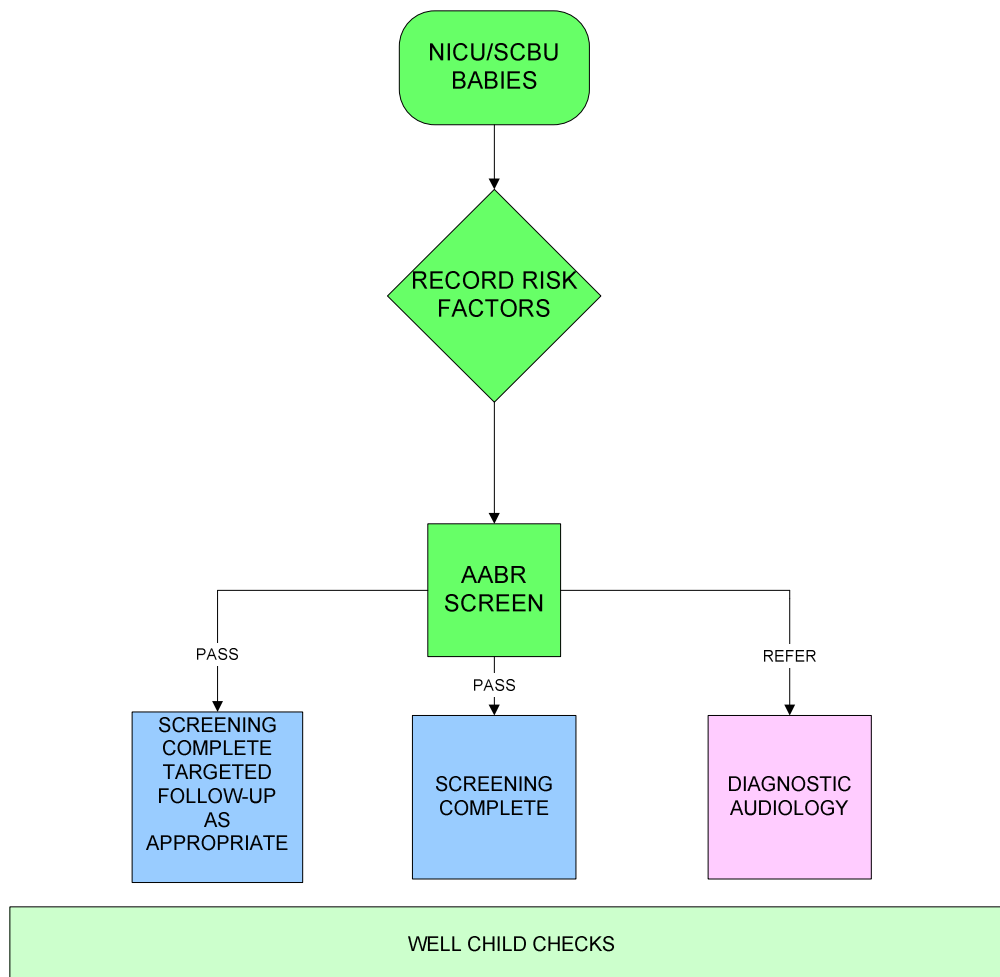 NICU/SCBU
BABIES
RECORD RISK
FACTORS
AABR
SCREEN
PASS
PASS
REFER
SCREENING
COMPLETE
TARGETED
FOLLOW-UP
AS
APPROPRIATE
SCREENING
COMPLETE
DIAGNOSTIC
AUDIOLOGY
WELL CHILD CHECKS